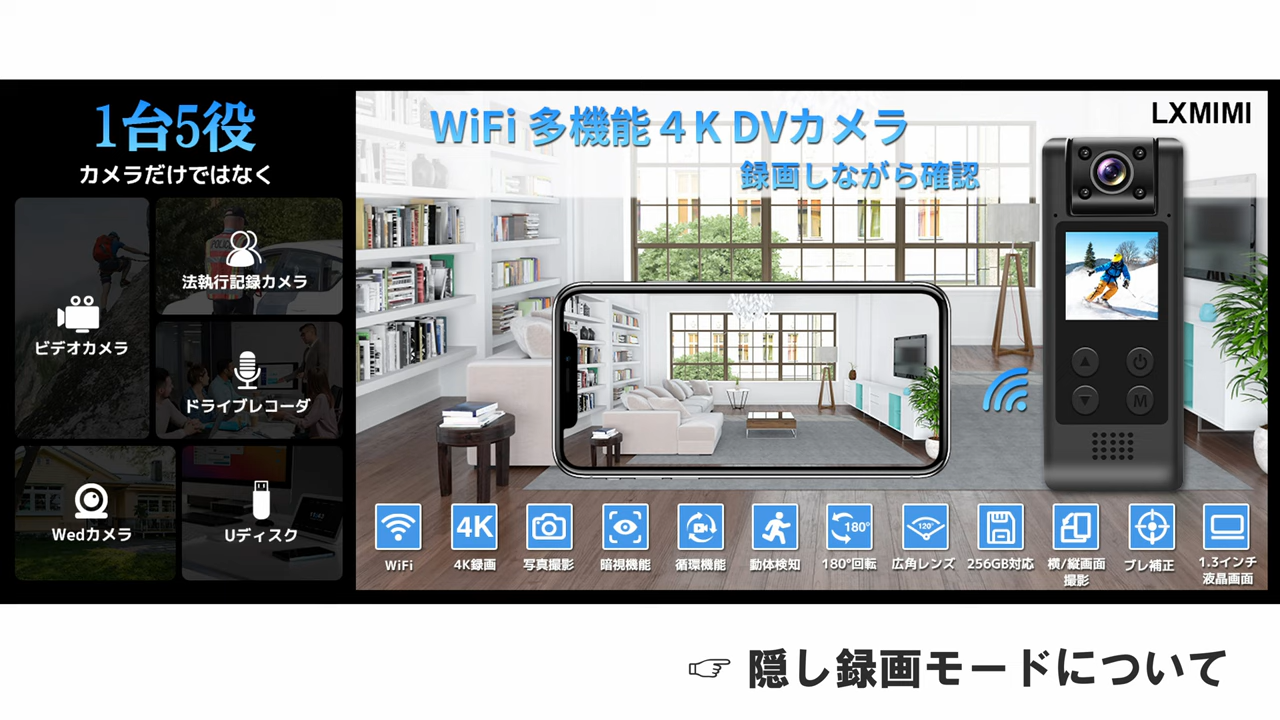 1台5役
カメラだけではなく
ビデオカメラ
POLICE
法執行記録カメラ
ドライブレコーダ
Wedカメラ
Uディスク
LXMIMI
WiFi 多機能 4K DVカメラ
録画しながら確認
M
4K
180°
120°
WiFi
4K録画
写真撮影
暗視機能
循環機能
動体検知
180°回転
広角レンズ
256GB対応
横/縦画面
撮影
ブレ補正
1.3インチ
液晶画面
☞ 隠し録画モードについて